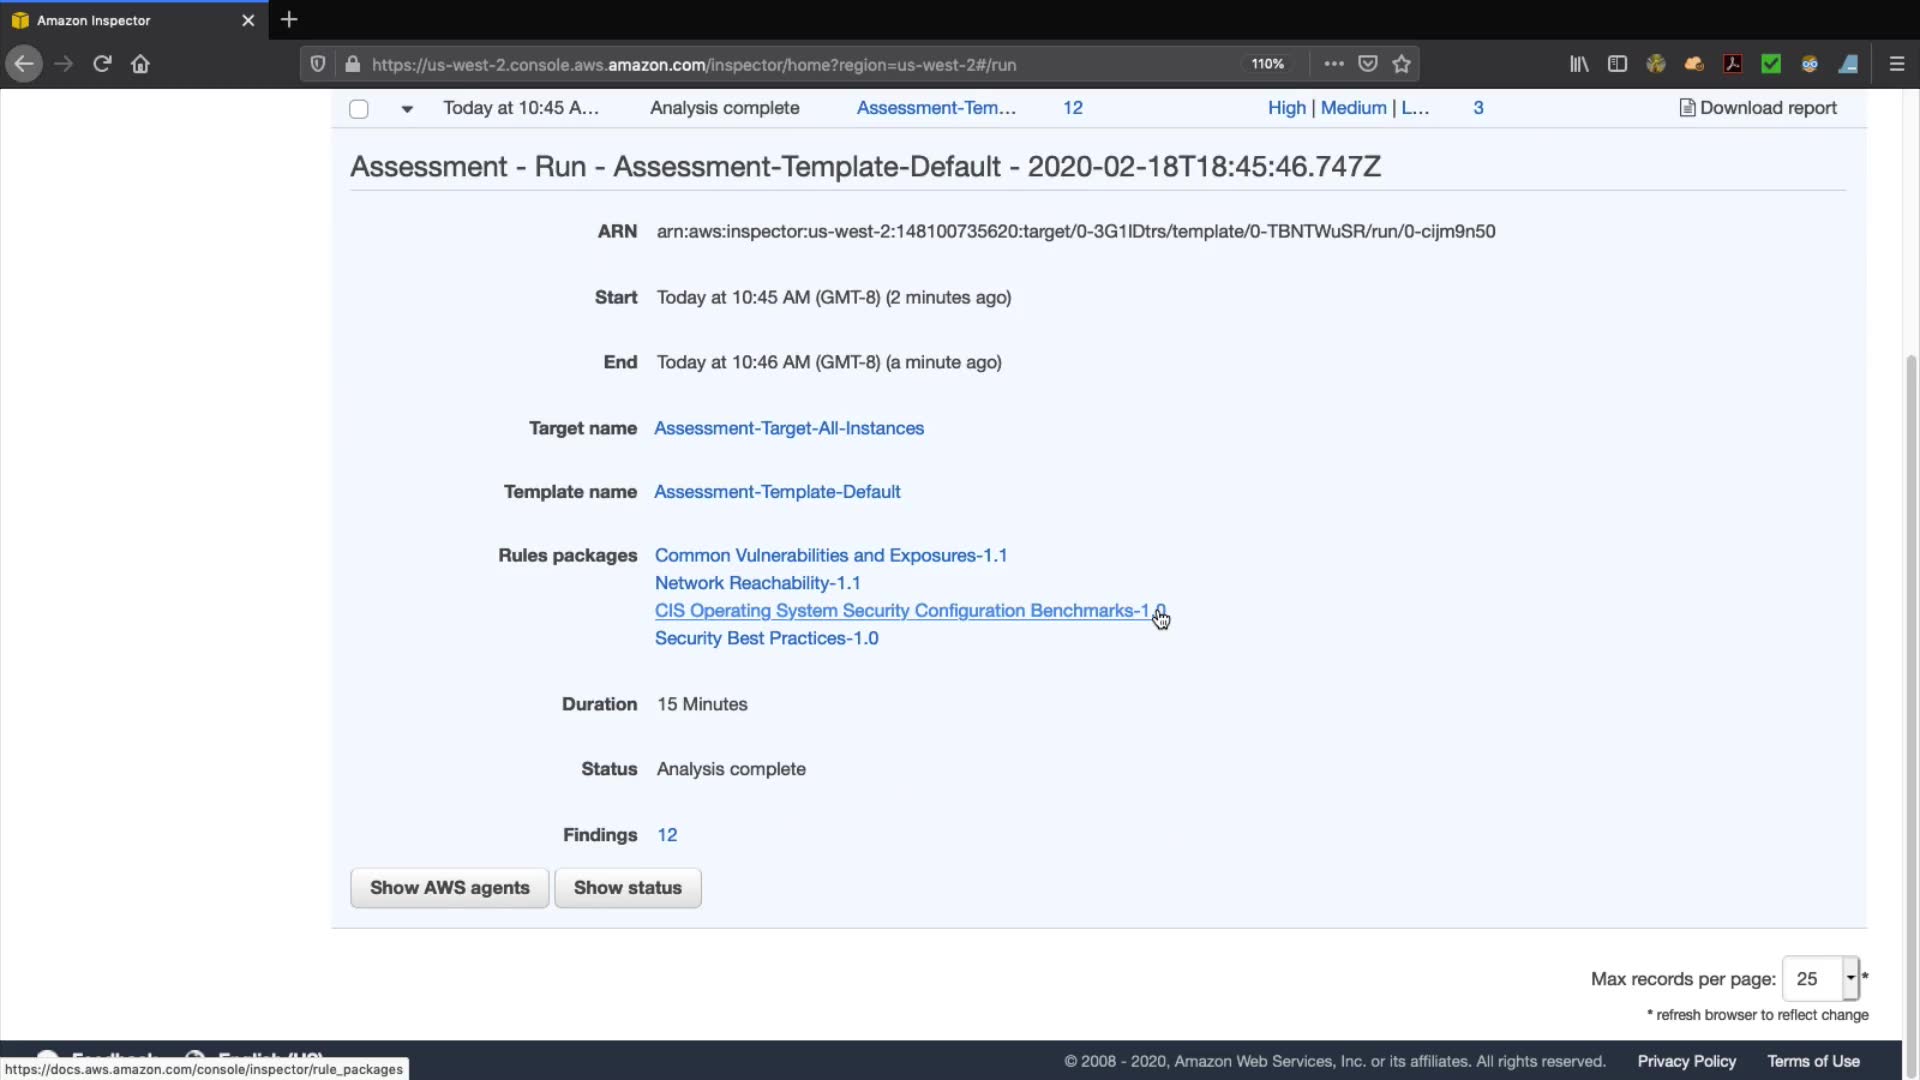 Amazon Inspector
https://us-west-2.console.aws.amazon.com/inspector/home?region=us-west-2#/run
110%
Today at 10:45 A... Analysis complete Assessment-Tem... 12 High | Medium | L... 3 Download report
Assessment - Run - Assessment-Template-Default - 2020-02-18T18:45:46.747Z
ARN arn:aws:inspector:us-west-2:148100735620:target/0-3G1lDtrs/template/0-TBNTWuSR/run/0-cijm9n50
Start Today at 10:45 AM (GMT-8) (2 minutes ago)
End Today at 10:46 AM (GMT-8) (a minute ago)
Target name Assessment-Target-All-Instances
Template name Assessment-Template-Default
Rules packages Common Vulnerabilities and Exposures-1.1
Network Reachability-1.1
CIS Operating System Security Configuration Benchmarks-1.0
Security Best Practices-1.0
Duration 15 Minutes
Status Analysis complete
Findings 12
Show AWS agents Show status
Max records per page: 25 *
* refresh browser to reflect change
Feedback English (US)
© 2008 - 2020, Amazon Web Services, Inc. or its affiliates. All rights reserved. Privacy Policy Terms of Use
https://docs.aws.amazon.com/console/inspector/rule_packages